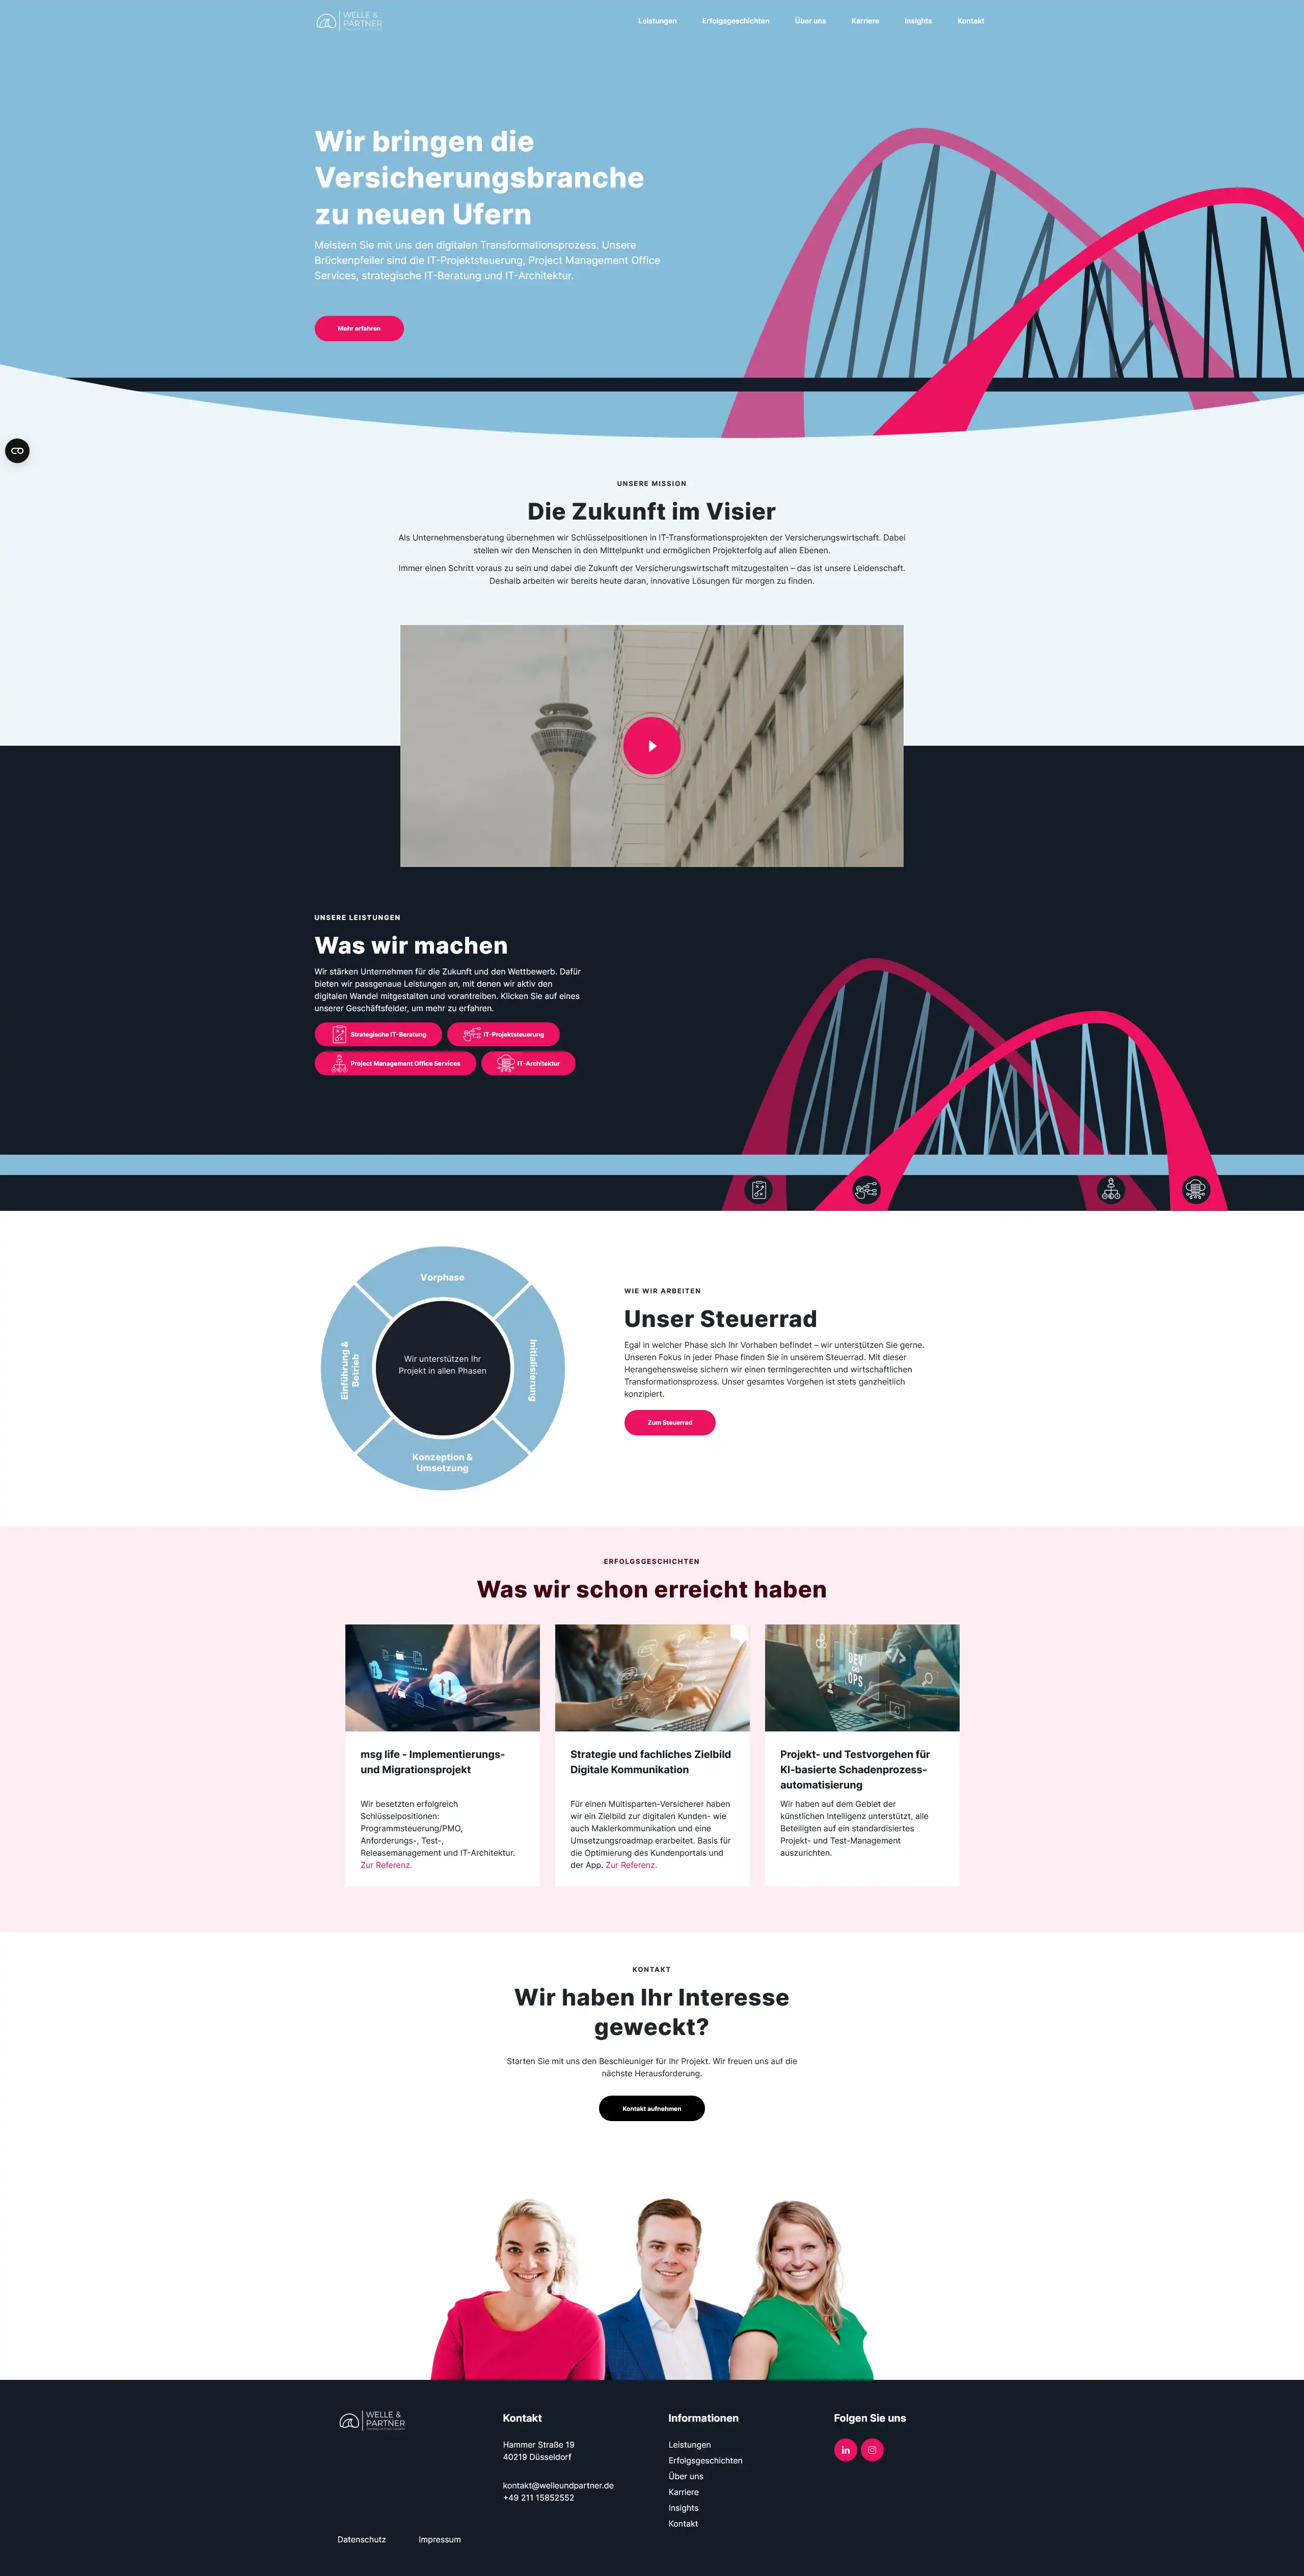 WELLE &
PARTNER
Leistungen
Erfolgsgeschichten
Über uns
Karriere
Insights
Kontakt
Wir bringen die
Versicherungsbranche
zu neuen Ufern
Meistern Sie mit uns den digitalen Transformationsprozess. Unsere
Brückenpfeiler sind die IT-Projektsteuerung, Project Management Office
Services, strategische IT-Beratung und IT-Architektur.
Mehr erfahren
UNSERE MISSION
Die Zukunft im Visier
Als Unternehmensberatung übernehmen wir Schlüsselpositionen in IT-Transformationsprojekten der Versicherungswirtschaft. Dabei
stellen wir den Menschen in den Mittelpunkt und ermöglichen Projekterfolg auf allen Ebenen.
Immer einen Schritt voraus zu sein und dabei die Zukunft der Versicherungswirtschaft mitzugestalten – das ist unsere Leidenschaft.
Deshalb arbeiten wir bereits heute daran, innovative Lösungen für morgen zu finden.
UNSERE LEISTUNGEN
Was wir machen
Wir stärken Unternehmen für die Zukunft und den Wettbewerb. Dafür
bieten wir passgenaue Leistungen an, mit denen wir aktiv den
digitalen Wandel mitgestalten und vorantreiben. Klicken Sie auf eines
unserer Geschäftsfelder, um mehr zu erfahren.
Strategische IT-Beratung
IT-Projektsteuerung
Project Management Office Services
IT-Architektur
Vorphase
Initialisierung
Konzeption &
Umsetzung
Einführung &
Betrieb
Wir unterstützen Ihr
Projekt in allen Phasen
WIE WIR ARBEITEN
Unser Steuerrad
Egal in welcher Phase sich Ihr Vorhaben befindet – wir unterstützen Sie gerne.
Unseren Fokus in jeder Phase finden Sie in unserem Steuerrad. Mit dieser
Herangehensweise sichern wir einen termingerechten und wirtschaftlichen
Transformationsprozess. Unser gesamtes Vorgehen ist stets ganzheitlich
konzipiert.
Zum Steuerrad
ERFOLGSGESCHICHTEN
Was wir schon erreicht haben
DEV
OPS
msg life - Implementierungs-
und Migrationsprojekt
Wir besetzten erfolgreich
Schlüsselpositionen:
Programmsteuerung/PMO,
Anforderungs-, Test-,
Releasemanagement und IT-Architektur.
Zur Referenz.
Strategie und fachliches Zielbild
Digitale Kommunikation
Für einen Multisparten-Versicherer haben
wir ein Zielbild zur digitalen Kunden- wie
auch Maklerkommunikation und eine
Umsetzungsroadmap erarbeitet. Basis für
die Optimierung des Kundenportals und
der App. Zur Referenz.
Projekt- und Testvorgehen für
KI-basierte Schadenprozess-
automatisierung
Wir haben auf dem Gebiet der
künstlichen Intelligenz unterstützt, alle
Beteiligten auf ein standardisiertes
Projekt- und Test-Management
auszurichten.
KONTAKT
Wir haben Ihr Interesse
geweckt?
Starten Sie mit uns den Beschleuniger für Ihr Projekt. Wir freuen uns auf die
nächste Herausforderung.
Kontakt aufnehmen
WELLE &
PARTNER
Kontakt
Hammer Straße 19
40219 Düsseldorf
kontakt@welleundpartner.de
+49 211 15852552
Informationen
Leistungen
Erfolgsgeschichten
Über uns
Karriere
Insights
Kontakt
Folgen Sie uns
in
Datenschutz
Impressum